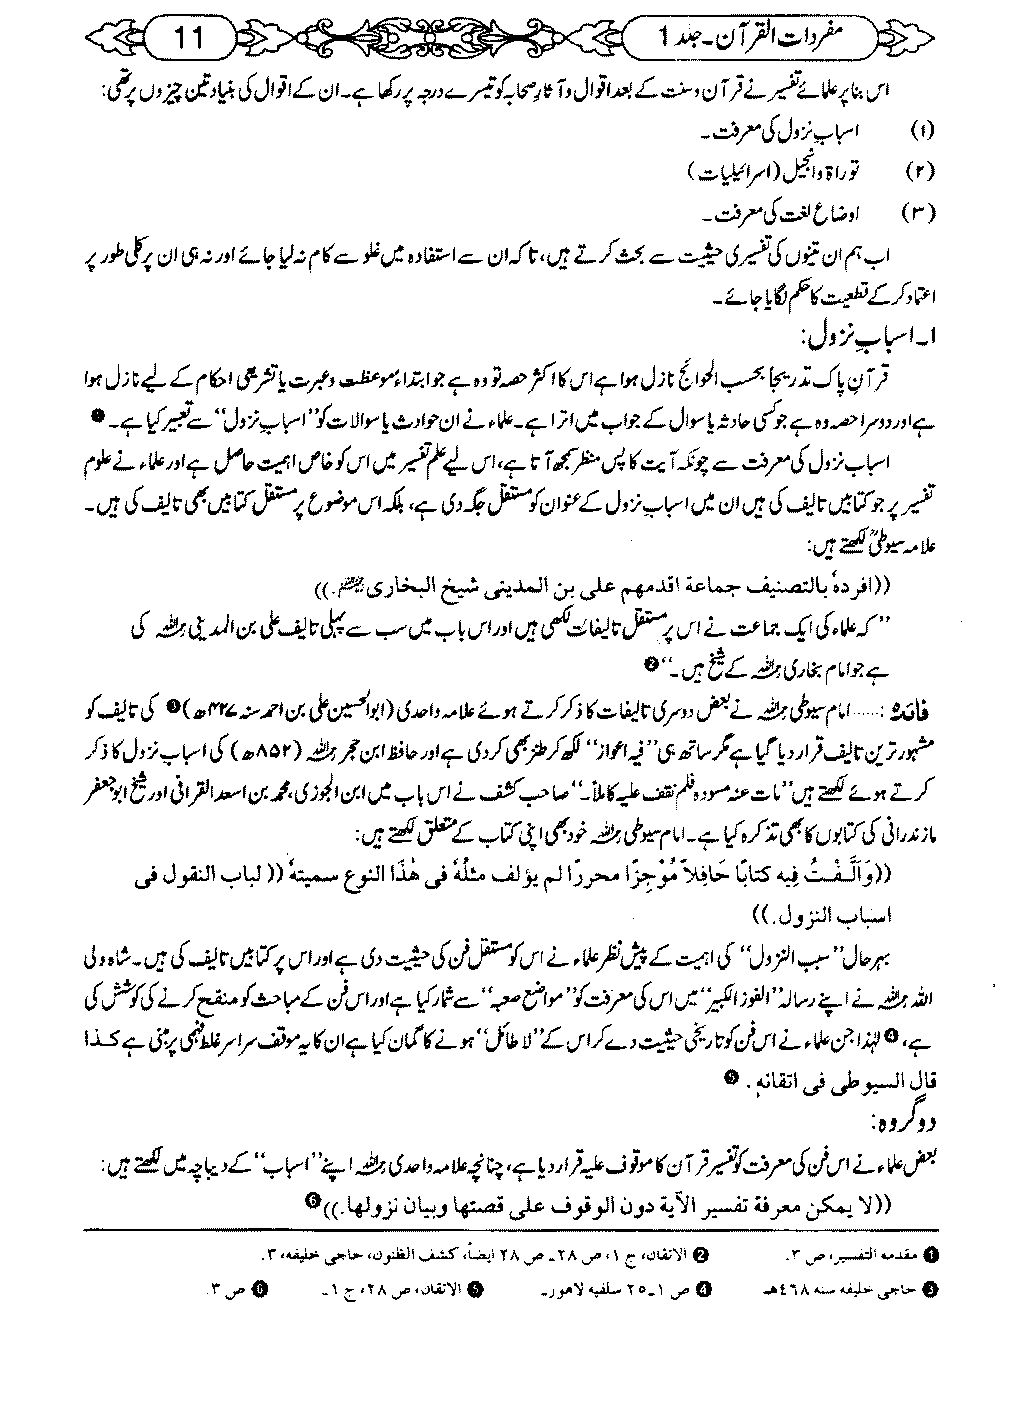 مفردات القرآن۔جلد 1
11
اس بنا پر علمائے تفسیر نے قرآن و سنت کے بعد اقوال و آثارِ صحابہ کو تیسرے درجہ پر رکھا ہے۔ ان کے اقوال کی بنیاد تین چیزوں پر تھی:
(۱) اسبابِ نزول کی معرفت۔
(۲) توراۃ و انجیل (اسرائیلیات)
(۳) اوضاع لغت کی معرفت۔
اب ہم ان تینوں کی تفسیری حیثیت سے بحث کرتے ہیں، تاکہ ان سے استفادہ میں غلو سے کام نہ لیا جائے اور نہ ہی ان پر کلی طور پر
اعتماد کر کے قطعیت کا حکم لگایا جائے۔
۱۔ اسبابِ نزول:
قرآنِ پاک تدریجاً بحسب الحوائج نازل ہوا ہے اس کا اکثر حصہ تو وہ ہے جو ابتداءً موعظت و عبرت یا تشریعی احکام کے لیے نازل ہوا
ہے اور دوسرا حصہ وہ ہے جو کسی حادثہ یا سوال کے جواب میں اترا ہے۔ علماء نے ان حوادث یا سوالات کو ’’اسبابِ نزول‘‘ سے تعبیر کیا ہے۔ ❶
اسباب نزول کی معرفت سے چونکہ آیت کا پس منظر سمجھ آتا ہے، اس لیے علم تفسیر میں اس کو خاص اہمیت حاصل ہے اور علماء نے علوم
تفسیر پر جو کتابیں تالیف کی ہیں ان میں اسبابِ نزول کے عنوان کو مستقل جگہ دی ہے، بلکہ اس موضوع پر مستقل کتابیں بھی تالیف کی ہیں۔
علامہ سیوطیؒ لکھتے ہیں:
((افردہٗ بالتصنیف جماعة اقدمهم علی بن المدینی شیخ البخاری رحمہ اللہ.))
’’کہ علماء کی ایک جماعت نے اس پر مستقل تالیفات لکھی ہیں اور اس باب میں سب سے پہلی تالیف علی بن المدینی رحمہ اللہ کی
ہے جو امام بخاری رحمہ اللہ کے شیخ ہیں۔‘‘ ❷
فائدہ :...... امام سیوطی رحمہ اللہ نے بعض دوسری تالیفات کا ذکر کرتے ہوئے علامہ واحدی (ابوالحسین علی بن احمد سنہ ۴۲۷ھ) ❸ کی تالیف کو
مشہور ترین تالیف قرار دیا گیا ہے مگر ساتھ ہی ’’فیہ اعواز‘‘ لکھ کر طنز بھی کر دی ہے اور حافظ ابن حجر رحمہ اللہ (۸۵۲ھ) کی اسباب نزول کا ذکر
کرتے ہوئے لکھتے ہیں ’’مات عنہ مسودہ فلم نقف علیہ کاملاً۔‘‘ صاحب کشف نے اس باب میں ابن الجوزی، محمد بن اسعد القرافی اور شیخ ابو جعفر
مازندرانی کی کتابوں کا بھی تذکرہ کیا ہے۔ امام سیوطی رحمہ اللہ خود بھی اپنی کتاب کے متعلق لکھتے ہیں:
((وَاَلَّفْتُ فِیہ کتابًا حَافِلاً مُوْجِزًا محررًا لم یؤلف مثلُهٗ فی هٰذا النوع سمیتهٗ (( لباب النقول فی
اسباب النزول.))
بہرحال ’’سبب النزول‘‘ کی اہمیت کے پیش نظر علماء نے اس کو مستقل فن کی حیثیت دی ہے اور اس پر کتابیں تالیف کی ہیں۔ شاہ ولی
اللہ رحمہ اللہ نے اپنے رسالہ ’’الفوز الکبیر‘‘ میں اس کی معرفت کو ’’مواضع صعبہ‘‘ سے شمار کیا ہے اور اس فن کے مباحث کو منقح کرنے کی کوشش کی
ہے، ❹ لہٰذا جن علماء نے اس فن کو تاریخی حیثیت دے کر اس کے ’’لا طائل‘‘ ہونے کا گمان کیا ہے ان کا یہ موقف سراسر غلط فہمی پر مبنی ہے کذا
قال السیوطی فی اتقانہٖ . ❺
دو گروہ:
بعض علماء نے اس فن کی معرفت کو تفسیر قرآن کا موقوف علیہ قرار دیا ہے، چنانچہ علامہ واحدی رحمہ اللہ اپنے ’’اسباب‘‘ کے دیباچہ میں لکھتے ہیں:
((لا یمکن معرفة تفسیر الآیة دون الوقوف علی قصتها وبیان نزولها.)) ❻
❶ مقدمہ التفسیر، ص ۳. ❷ الاتقان، ج ۱، ص ۲۸۔ ص ۲۸ ایضاً، کشف الظنون، حاجی خلیفہ، ۳.
❸ حاجی خلیفہ سنہ ۴۶۸ھـ ❹ ص ۱۔۲۵ سلفیہ لاہور۔ ❺ الاتقان، ص ۲۸، ج ۱۔ ❻ ص ۳.